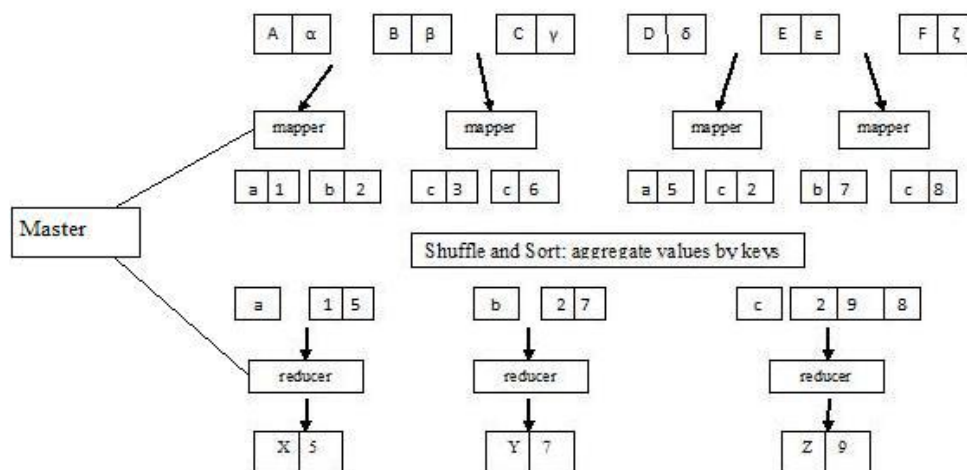 A α B β C γ D δ E ε F ζ
mapper mapper mapper mapper
a 1 b 2 c 3 c 6 a 5 c 2 b 7 c 8
Master
Shuffle and Sort: aggregate values by keys
a 1 5 b 2 7 c 2 9 8
reducer reducer reducer
X 5 Y 7 Z 9